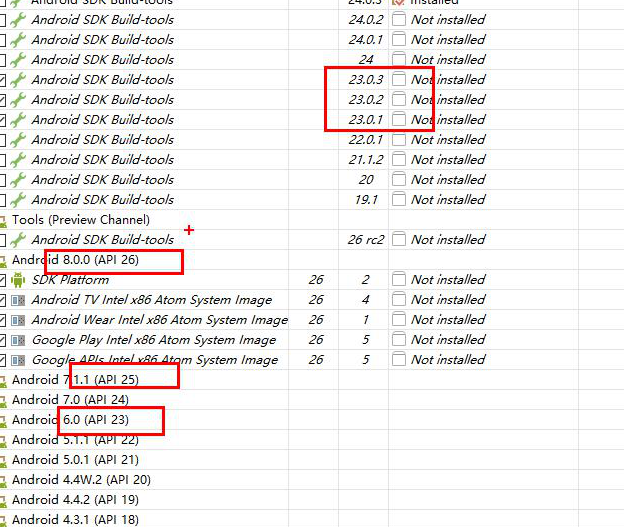 Android SDK Build-tools 24.0.3 Installed
Android SDK Build-tools 24.0.2 Not installed
Android SDK Build-tools 24.0.1 Not installed
Android SDK Build-tools 24 Not installed
Android SDK Build-tools 23.0.3 Not installed
Android SDK Build-tools 23.0.2 Not installed
Android SDK Build-tools 23.0.1 Not installed
Android SDK Build-tools 22.0.1 Not installed
Android SDK Build-tools 21.1.2 Not installed
Android SDK Build-tools 20 Not installed
Android SDK Build-tools 19.1 Not installed
Tools (Preview Channel)
Android SDK Build-tools 26 rc2 Not installed
Android 8.0.0 (API 26)
SDK Platform 26 2 Not installed
Android TV Intel x86 Atom System Image 26 4 Not installed
Android Wear Intel x86 Atom System Image 26 1 Not installed
Google Play Intel x86 Atom System Image 26 5 Not installed
Google APIs Intel x86 Atom System Image 26 5 Not installed
Android 7.1.1 (API 25)
Android 7.0 (API 24)
Android 6.0 (API 23)
Android 5.1.1 (API 22)
Android 5.0.1 (API 21)
Android 4.4W.2 (API 20)
Android 4.4.2 (API 19)
Android 4.3.1 (API 18)